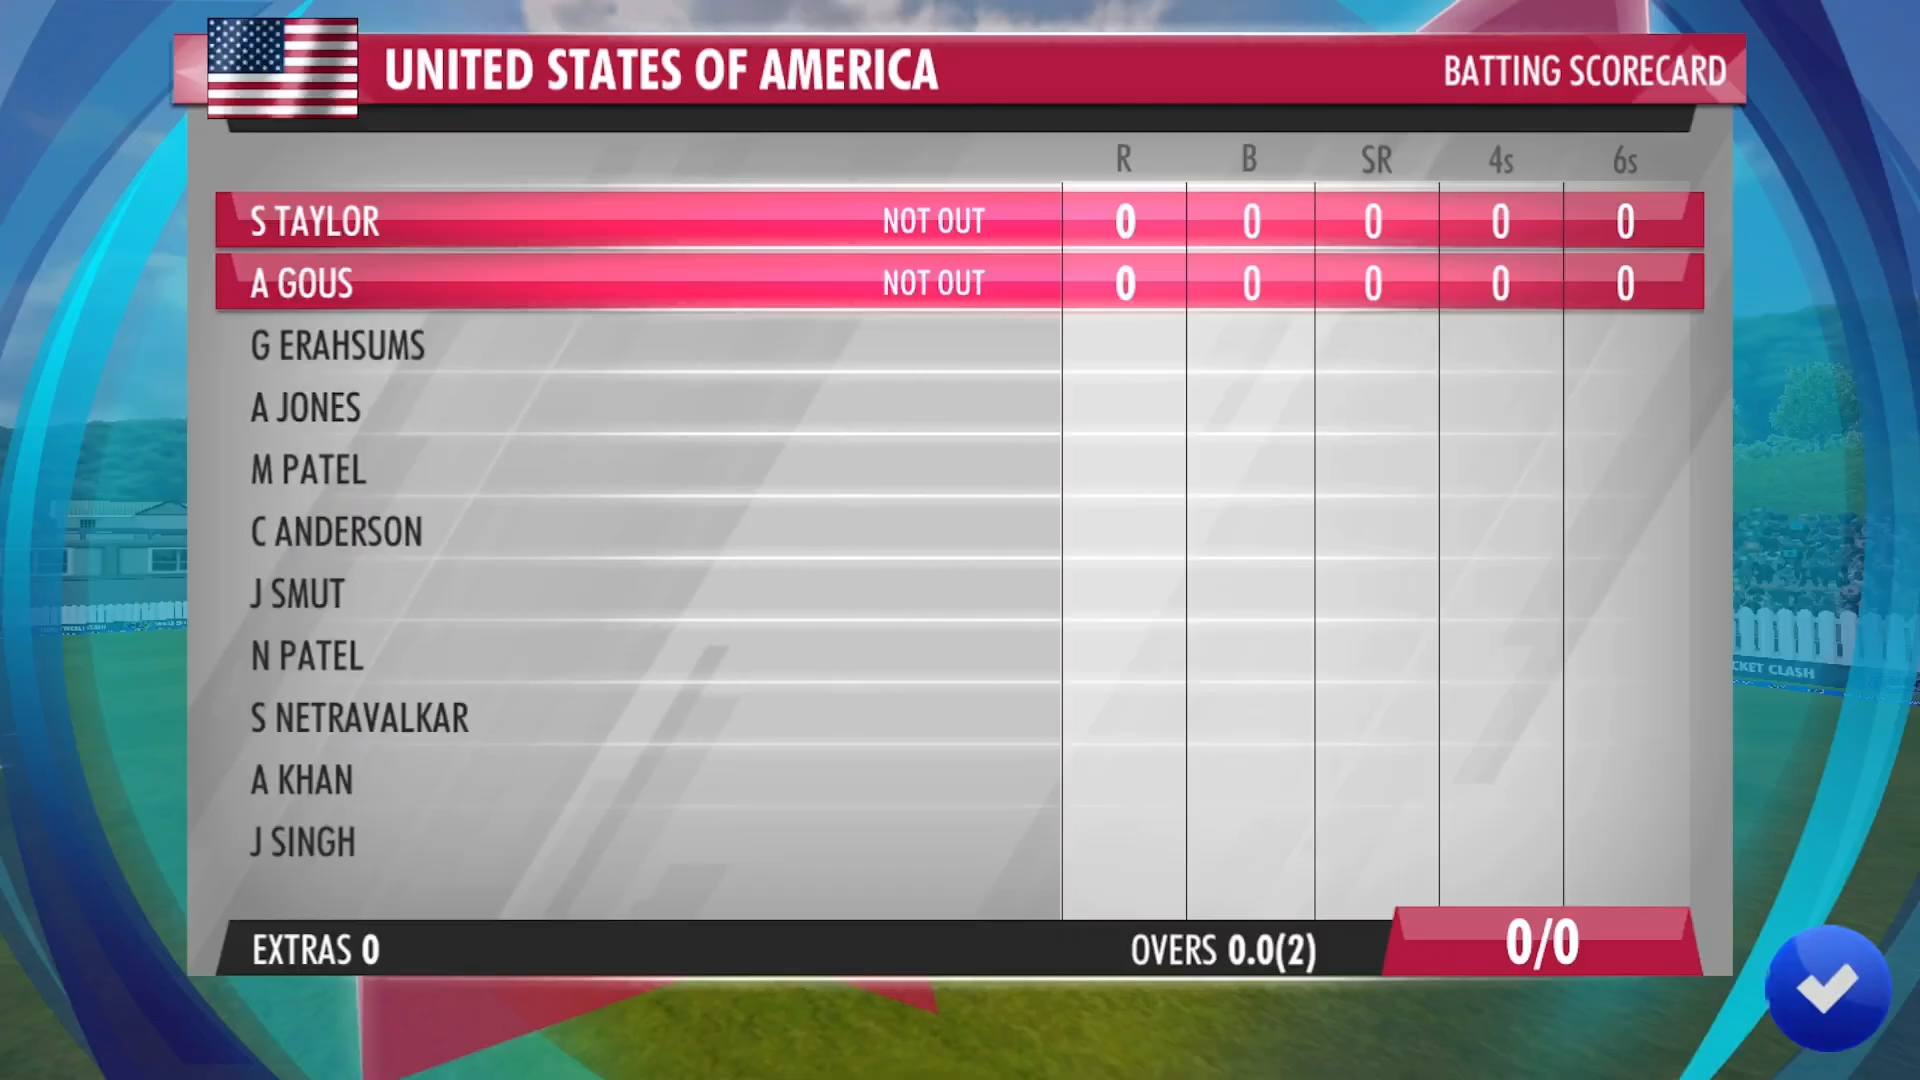 UNITED STATES OF AMERICA BATTING SCORECARD
R B SR 4s 6s
S TAYLOR NOT OUT 0 0 0 0 0
A GOUS NOT OUT 0 0 0 0 0
G ERAHSUMS
A JONES
M PATEL
C ANDERSON
J SMUT
N PATEL
S NETRAVALKAR
A KHAN
J SINGH
EXTRAS 0 OVERS 0.0(2) 0/0
CKET CLASH